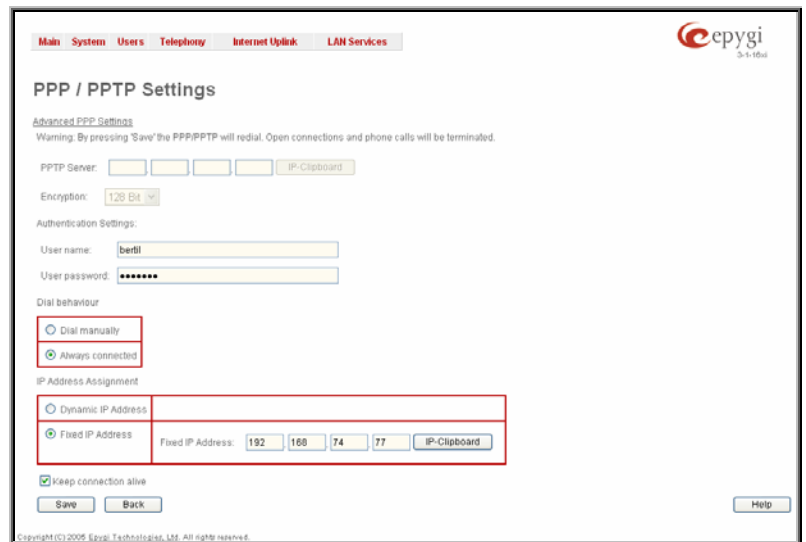 Main System Users Telephony Internet Uplink LAN Services
epygi
3-1-16xi
PPP / PPTP Settings
Advanced PPP Settings
Warning: By pressing 'Save' the PPP/PPTP will redial. Open connections and phone calls will be terminated.
PPTP Server: . . . IP-Clipboard
Encryption: 128 Bit
Authentication Settings:
User name: bertil
User password: •••••••
Dial behaviour
Dial manually
Always connected
IP Address Assignment
Dynamic IP Address
Fixed IP Address Fixed IP Address: 192 . 168 . 74 . 77 IP-Clipboard
Keep connection alive
Save Back Help
Copyright (C) 2005 Epygi Technologies, Ltd. All rights reserved.